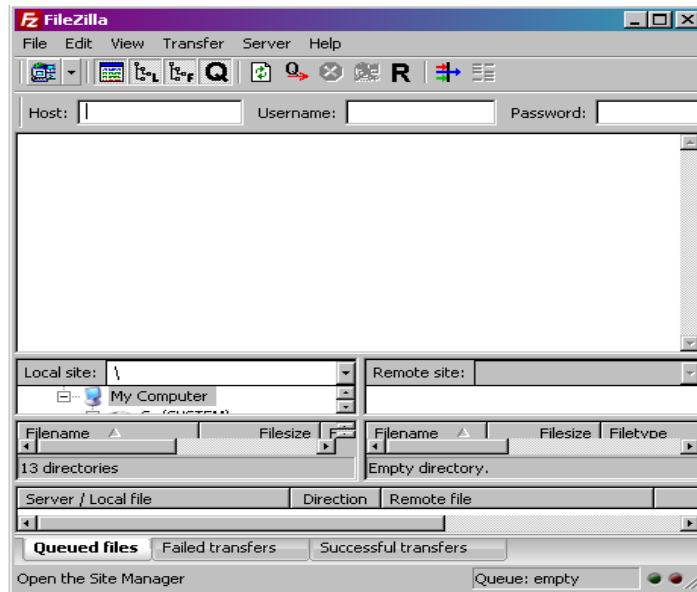 FileZilla
File Edit View Transfer Server Help
L F Q Q R
Host: Username: Password:
Local site: \ Remote site:
My Computer
C: (SYSTEM)
Filename Filesize F Filename Filesize Filetype
13 directories Empty directory.
Server / Local file Direction Remote file
Queued files Failed transfers Successful transfers
Open the Site Manager Queue: empty